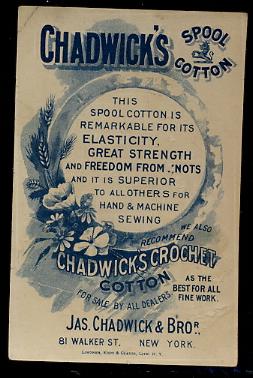 CHADWICK'S
SPOOL
COTTON
THIS
SPOOL COTTON IS
REMARKABLE FOR ITS
ELASTICITY,
GREAT STRENGTH
AND FREEDOM FROM KNOTS
AND IT IS SUPERIOR
TO ALL OTHERS FOR
HAND & MACHINE
SEWING
WE ALSO
RECOMMEND
CHADWICK'S CROCHET
COTTON
AS THE
BEST FOR ALL
FINE WORK.
FOR SALE BY ALL DEALERS
JAS. CHADWICK & BROR.,
81 WALKER ST. NEW YORK.